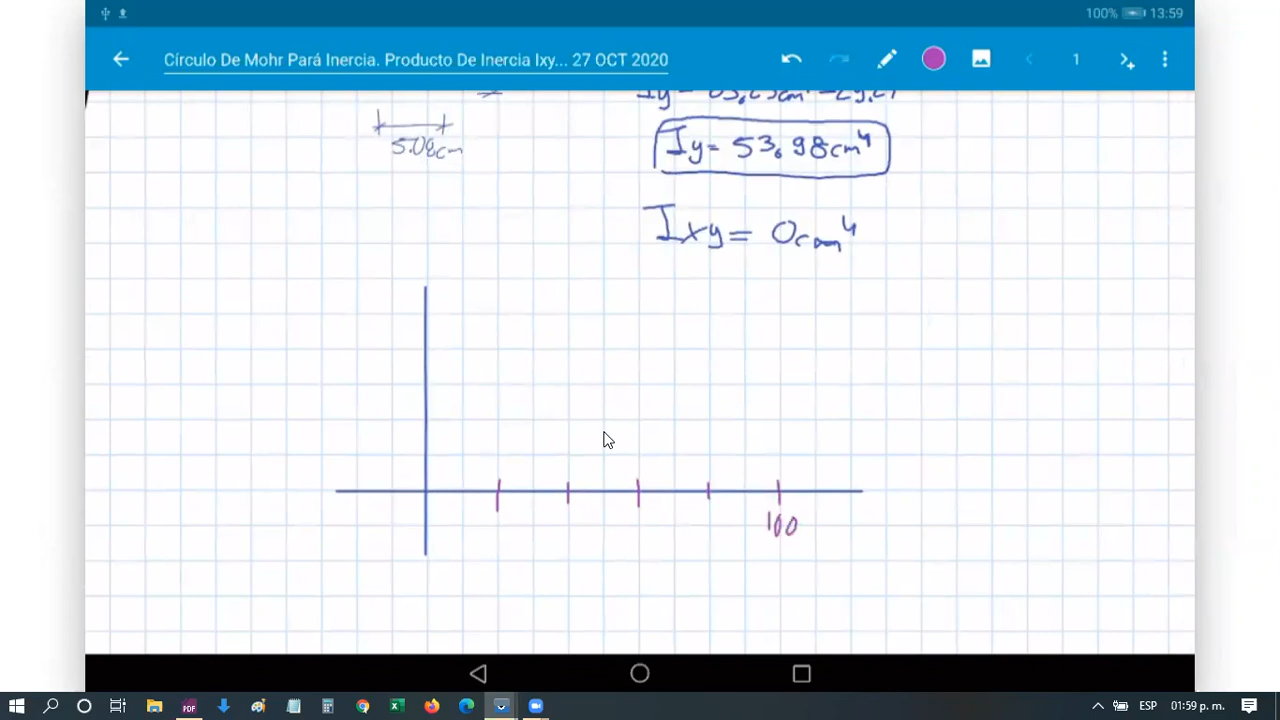 100% 13:59
Círculo De Mohr Pará Inercia. Producto De Inercia Ixy... 27 OCT 2020 1
5.08cm
Iy= 53,98cm⁴
Ixy= 0cm⁴
100
ESP 01:59 p. m.